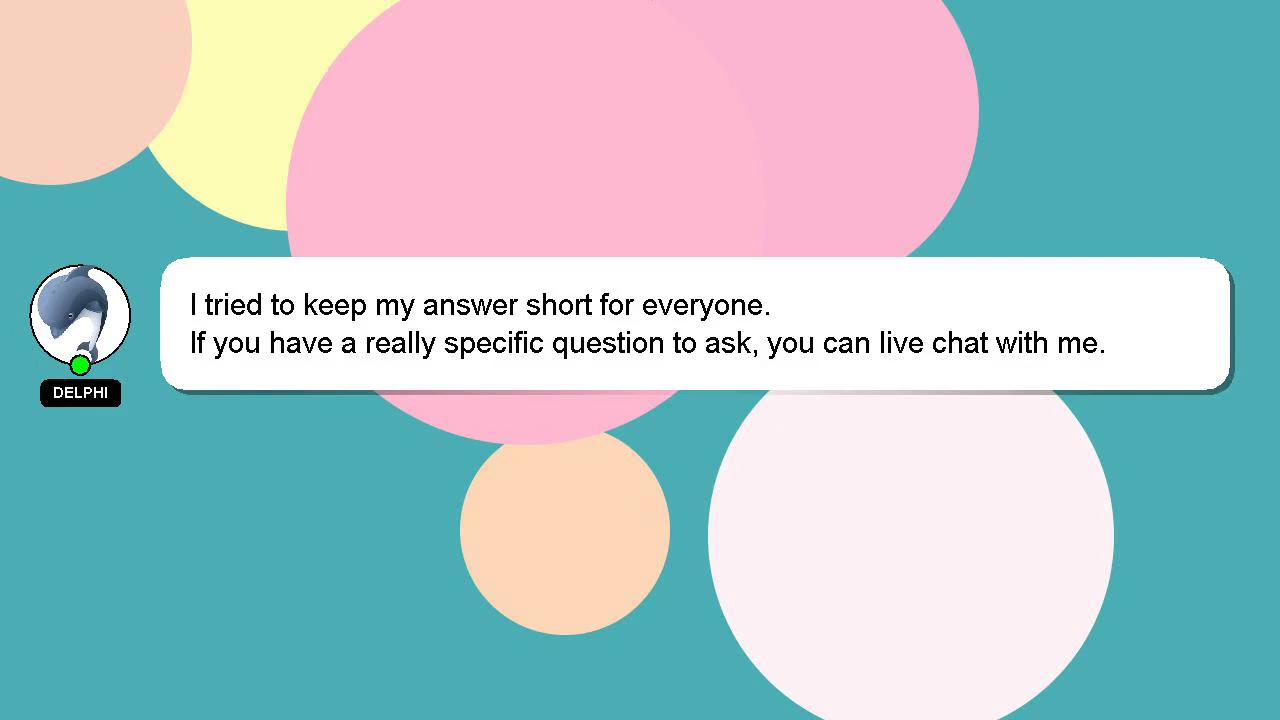 I tried to keep my answer short for everyone.
If you have a really specific question to ask, you can live chat with me.
DELPHI